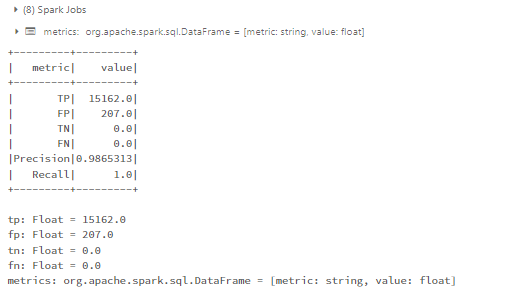 (8) Spark Jobs
metrics: org.apache.spark.sql.DataFrame = [metric: string, value: float]
+---------+---------+
|   metric|    value|
+---------+---------+
|       TP|  15162.0|
|       FP|    207.0|
|       TN|      0.0|
|       FN|      0.0|
|Precision|0.9865313|
|   Recall|      1.0|
+---------+---------+
tp: Float = 15162.0
fp: Float = 207.0
tn: Float = 0.0
fn: Float = 0.0
metrics: org.apache.spark.sql.DataFrame = [metric: string, value: float]